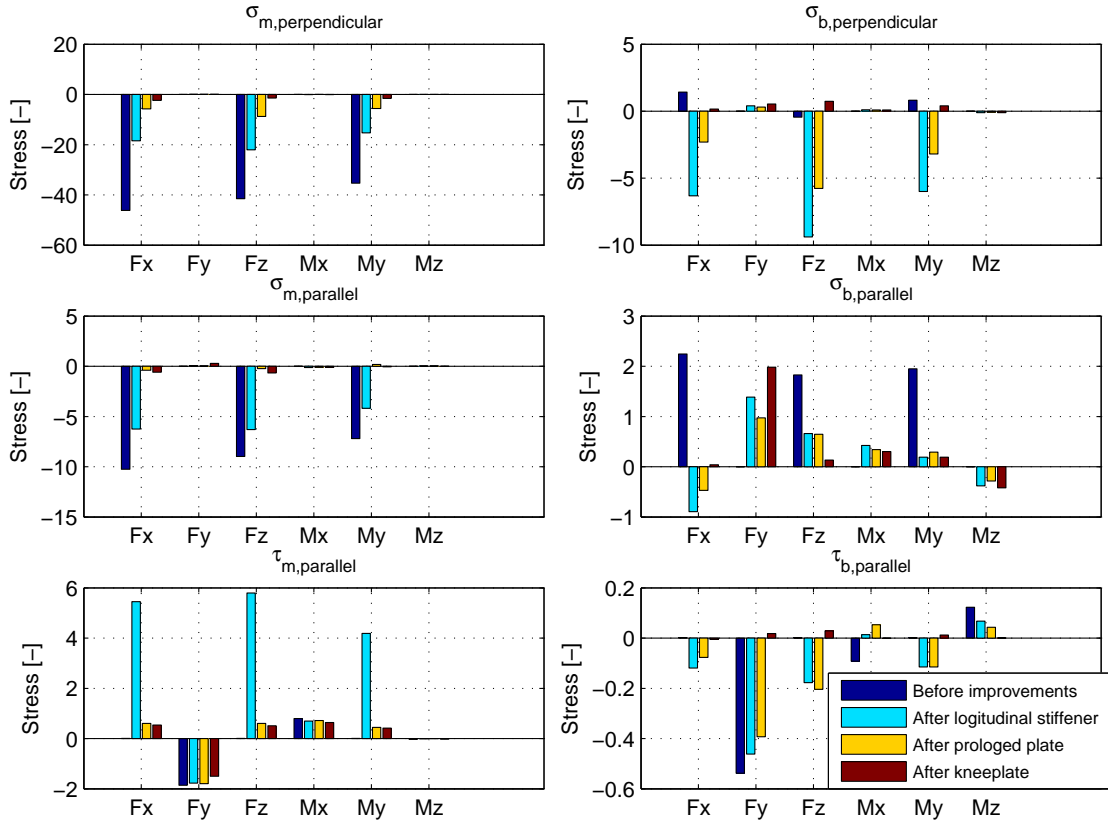 σm,perpendicular
20
0
−20
−40
−60
Stress [−]
Fx Fy Fz Mx My Mz
σb,perpendicular
5
0
−5
−10
Stress [−]
Fx Fy Fz Mx My Mz
σm,parallel
5
0
−5
−10
−15
Stress [−]
Fx Fy Fz Mx My Mz
σb,parallel
3
2
1
0
−1
Stress [−]
Fx Fy Fz Mx My Mz
τm,parallel
6
4
2
0
−2
Stress [−]
Fx Fy Fz Mx My Mz
τb,parallel
0.2
0
−0.2
−0.4
−0.6
Stress [−]
Fx Fy Fz Mx My Mz
Before improvements
After logitudinal stiffener
After prologed plate
After kneeplate